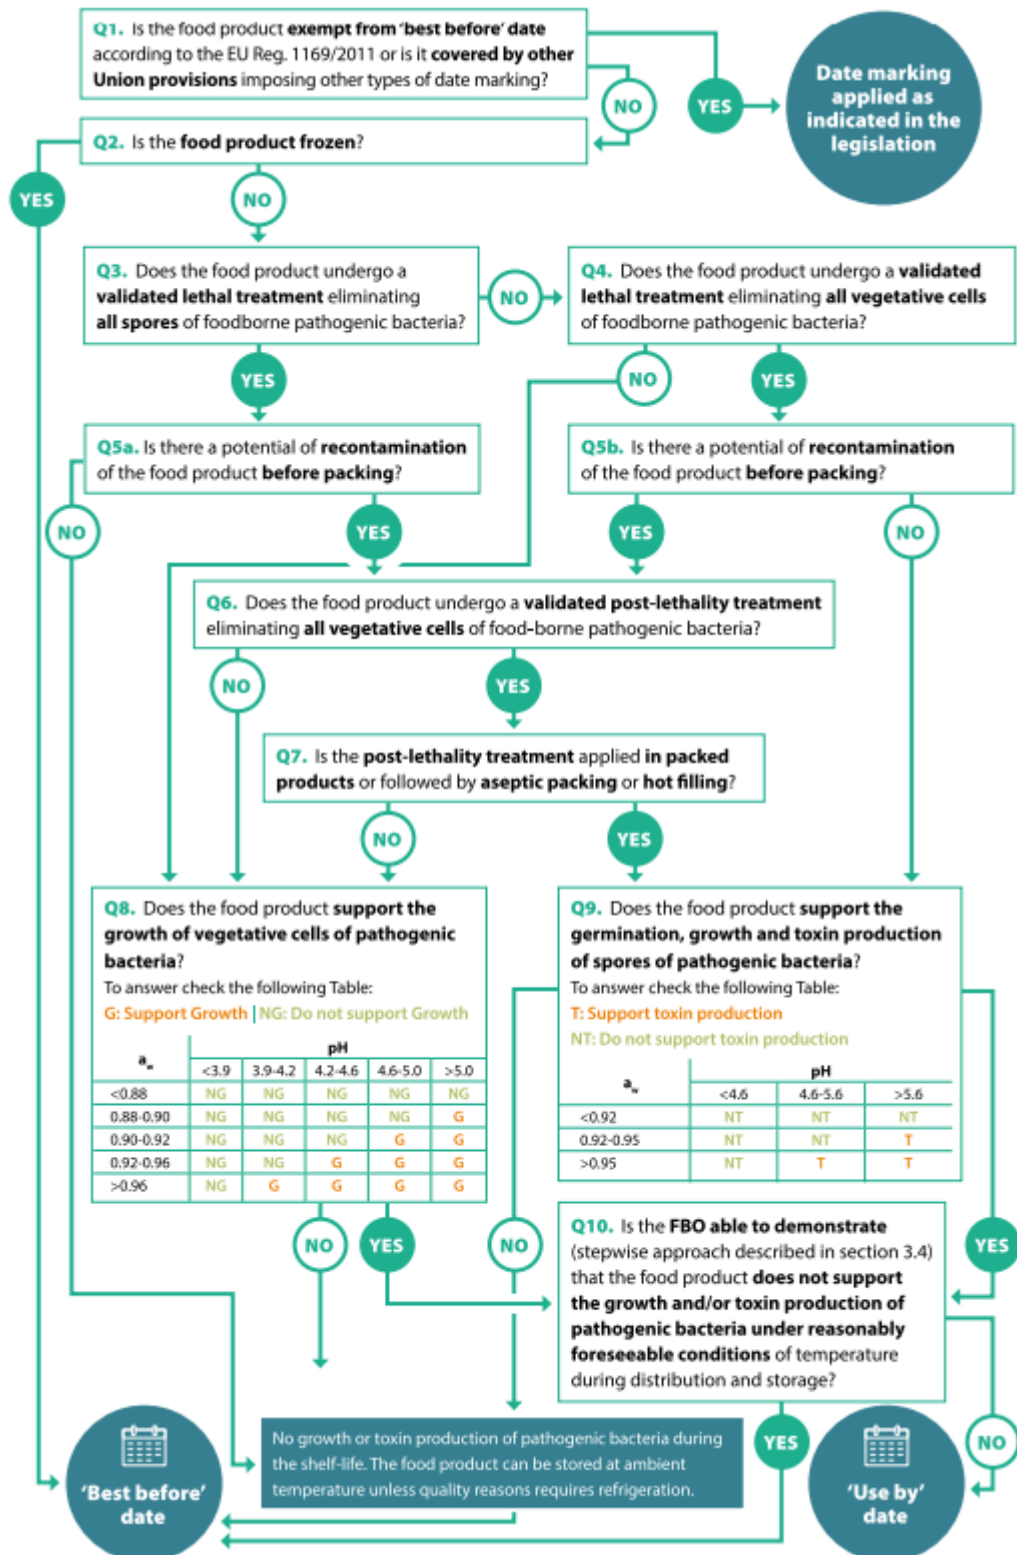 Q1. Is the food product exempt from 'best before' date
according to the EU Reg. 1169/2011 or is it covered by other
Union provisions imposing other types of date marking?
NO
YES
Date marking
applied as
indicated in the
legislation
Q2. Is the food product frozen?
YES
NO
Q3. Does the food product undergo a
validated lethal treatment eliminating
all spores of foodborne pathogenic bacteria?
NO
Q4. Does the food product undergo a validated
lethal treatment eliminating all vegetative cells
of foodborne pathogenic bacteria?
YES
NO
YES
Q5a. Is there a potential of recontamination
of the food product before packing?
Q5b. Is there a potential of recontamination
of the food product before packing?
NO
YES
YES
NO
Q6. Does the food product undergo a validated post-lethality treatment
eliminating all vegetative cells of food-borne pathogenic bacteria?
NO
YES
Q7. Is the post-lethality treatment applied in packed
products or followed by aseptic packing or hot filling?
NO
YES
Q8. Does the food product support the
growth of vegetative cells of pathogenic
bacteria?
To answer check the following Table:
G: Support Growth | NG: Do not support Growth
aw pH
<3.9 3.9-4.2 4.2-4.6 4.6-5.0 >5.0
<0.88 NG NG NG NG NG
0.88-0.90 NG NG NG NG G
0.90-0.92 NG NG NG G G
0.92-0.96 NG NG G G G
>0.96 NG G G G G
Q9. Does the food product support the
germination, growth and toxin production
of spores of pathogenic bacteria?
To answer check the following Table:
T: Support toxin production
NT: Do not support toxin production
aw pH
<4.6 4.6-5.6 >5.6
<0.92 NT NT NT
0.92-0.95 NT NT T
>0.95 NT T T
NO
YES
NO
YES
Q10. Is the FBO able to demonstrate
(stepwise approach described in section 3.4)
that the food product does not support
the growth and/or toxin production of
pathogenic bacteria under reasonably
foreseeable conditions of temperature
during distribution and storage?
YES
NO
'Best before'
date
No growth or toxin production of pathogenic bacteria during
the shelf-life. The food product can be stored at ambient
temperature unless quality reasons requires refrigeration.
'Use by'
date